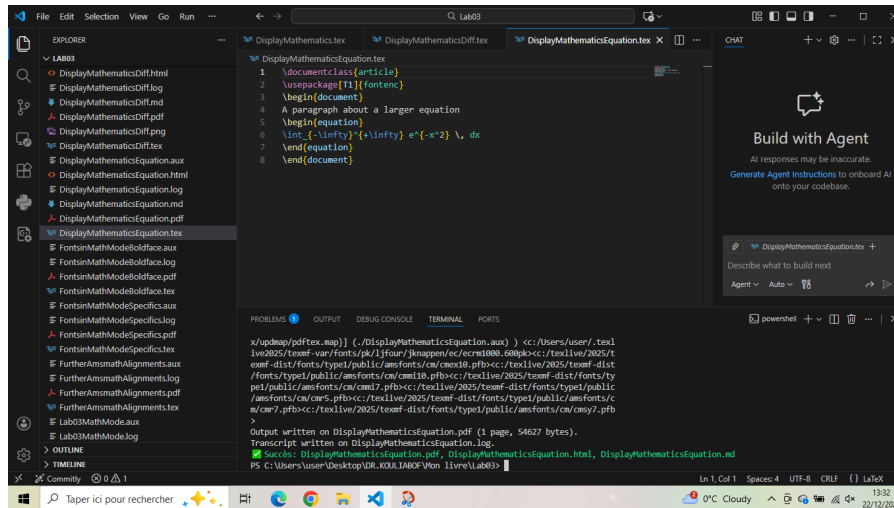 File Edit Selection View Go Run ··· Lab03
EXPLORER
LAB03
DisplayMathematicsDiff.html
DisplayMathematicsDiff.log
DisplayMathematicsDiff.md
DisplayMathematicsDiff.pdf
DisplayMathematicsDiff.png
DisplayMathematicsDiff.tex
DisplayMathematicsEquation.aux
DisplayMathematicsEquation.html
DisplayMathematicsEquation.log
DisplayMathematicsEquation.md
DisplayMathematicsEquation.pdf
DisplayMathematicsEquation.tex
FontsinMathModeBoldface.aux
FontsinMathModeBoldface.log
FontsinMathModeBoldface.pdf
FontsinMathModeBoldface.tex
FontsinMathModeSpecifics.aux
FontsinMathModeSpecifics.log
FontsinMathModeSpecifics.pdf
FontsinMathModeSpecifics.tex
FurtherAmsmathAlignments.aux
FurtherAmsmathAlignments.log
FurtherAmsmathAlignments.pdf
FurtherAmsmathAlignments.tex
Lab03MathMode.aux
Lab03MathMode.log
OUTLINE
TIMELINE
DisplayMathematics.tex DisplayMathematicsDiff.tex DisplayMathematicsEquation.tex
DisplayMathematicsEquation.tex
1 \documentclass{article}
2 \usepackage[T1]{fontenc}
3 \begin{document}
4 A paragraph about a larger equation
5 \begin{equation}
6 \int_{-\infty}^{+\infty} e^{-x^2} \, dx
7 \end{equation}
8 \end{document}
PROBLEMS 1 OUTPUT DEBUG CONSOLE TERMINAL PORTS powershell
x/updmap/pdftex.map}] (./DisplayMathematicsEquation.aux) ) <c:/Users/user/.texl
ive2025/texmf-var/fonts/pk/ljfour/jknappen/ec/ecrm1000.600pk><c:/texlive/2025/t
exmf-dist/fonts/type1/public/amsfonts/cm/cmex10.pfb><c:/texlive/2025/texmf-dist
/fonts/type1/public/amsfonts/cm/cmmi10.pfb><c:/texlive/2025/texmf-dist/fonts/ty
pe1/public/amsfonts/cm/cmmi7.pfb><c:/texlive/2025/texmf-dist/fonts/type1/public
/amsfonts/cm/cmr5.pfb><c:/texlive/2025/texmf-dist/fonts/type1/public/amsfonts/c
m/cmr7.pfb><c:/texlive/2025/texmf-dist/fonts/type1/public/amsfonts/cm/cmsy7.pfb
>
Output written on DisplayMathematicsEquation.pdf (1 page, 54627 bytes).
Transcript written on DisplayMathematicsEquation.log.
Succès: DisplayMathematicsEquation.pdf, DisplayMathematicsEquation.html, DisplayMathematicsEquation.md
PS C:\Users\user\Desktop\DR.KOULIABOF\Mon livre\Lab03>
CHAT
Build with Agent
AI responses may be inaccurate.
Generate Agent Instructions to onboard AI
onto your codebase.
DisplayMathematicsEquation.tex
Describe what to build next
Agent Auto
Commitly 0 1 Ln 1, Col 1 Spaces: 4 UTF-8 CRLF {} LaTeX
Taper ici pour rechercher 0°C Cloudy 13:32